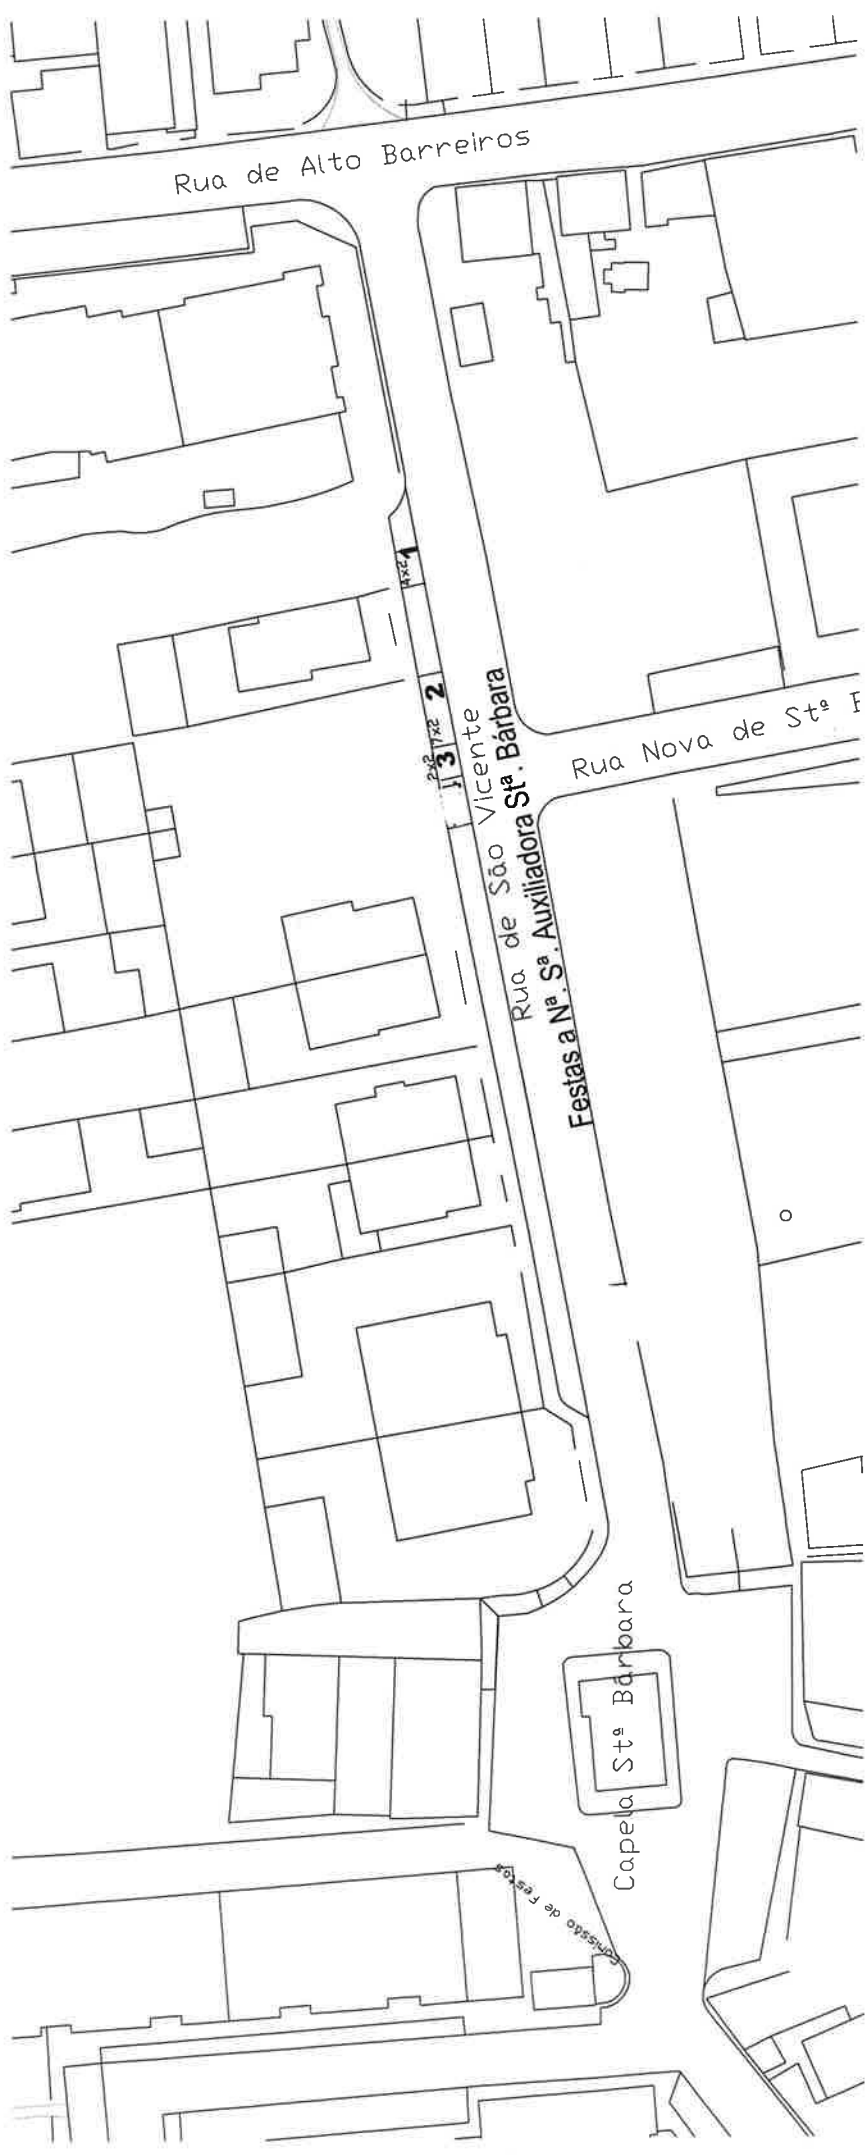 Rua de Alto Barreiros
1
4x2
2
7x2
2x2
3
Rua de São Vicente
Festas a Nª. Sª. Auxiliadora Stª. Bárbara
Rua Nova de Stª
Capela Stª Bárbara
Comissão de Festas